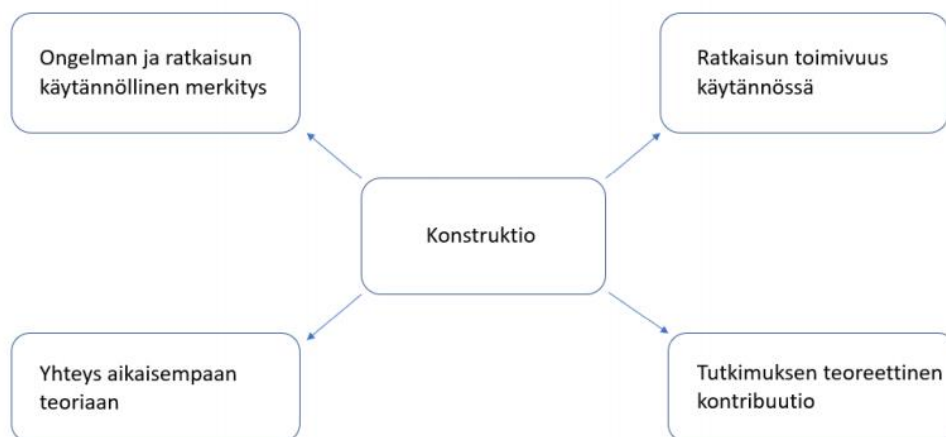 Ongelman ja ratkaisun
käytännöllinen merkitys
Ratkaisun toimivuus
käytännössä
Konstruktio
Yhteys aikaisempaan
teoriaan
Tutkimuksen teoreettinen
kontribuutio